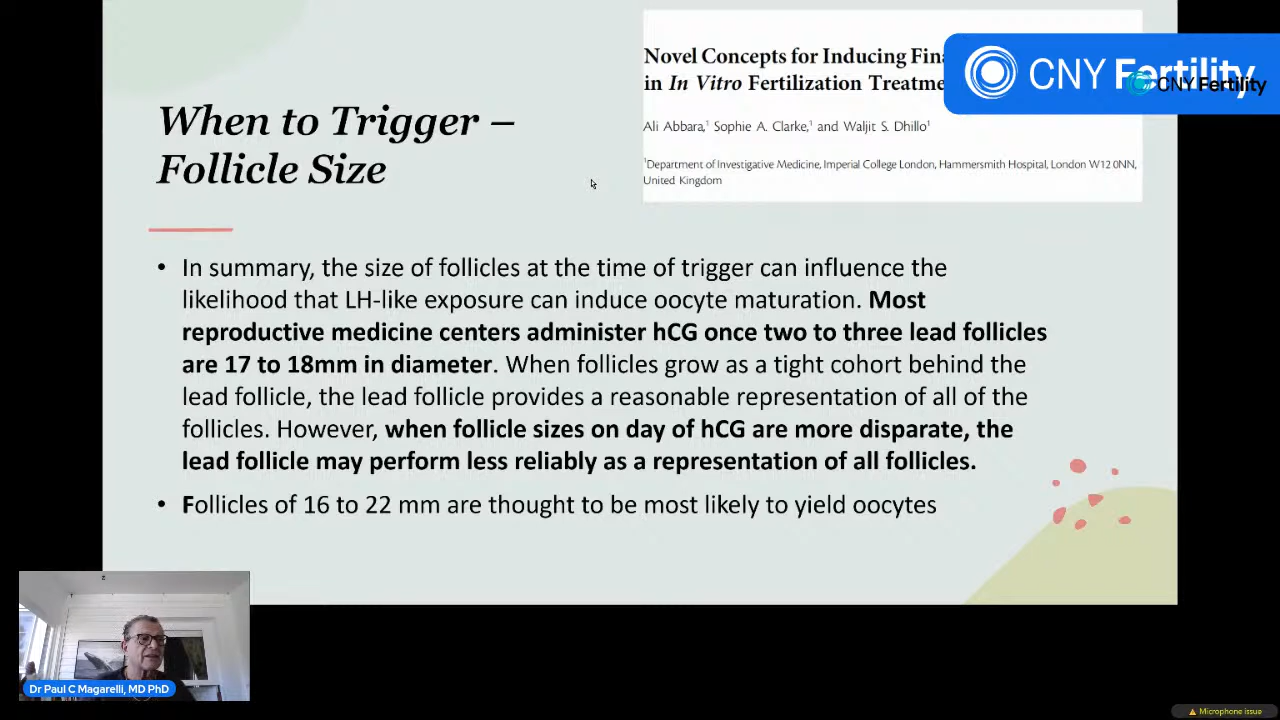 Novel Concepts for Inducing Fina
in In Vitro Fertilization Treatme
CNY Fertility
CNY Fertility
When to Trigger –
Follicle Size
Ali Abbara,¹ Sophie A. Clarke,¹ and Waljit S. Dhillo¹
¹Department of Investigative Medicine, Imperial College London, Hammersmith Hospital, London W12 0NN,
United Kingdom
• In summary, the size of follicles at the time of trigger can influence the
likelihood that LH-like exposure can induce oocyte maturation. Most
reproductive medicine centers administer hCG once two to three lead follicles
are 17 to 18mm in diameter. When follicles grow as a tight cohort behind the
lead follicle, the lead follicle provides a reasonable representation of all of the
follicles. However, when follicle sizes on day of hCG are more disparate, the
lead follicle may perform less reliably as a representation of all follicles.
• Follicles of 16 to 22 mm are thought to be most likely to yield oocytes
Dr Paul C Magarelli, MD PhD
Microphone issue